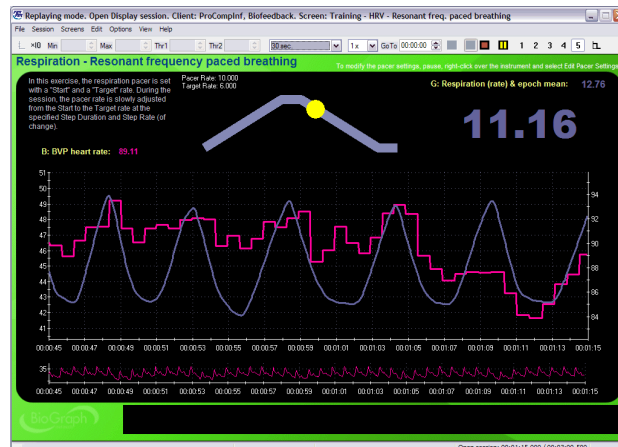 Replaying mode. Open Display session. Client: ProCompInf, Biofeedback. Screen: Training - HRV - Resonant freq. paced breathing
File Session Screens Edit Options View Help
Min Max Thr1 Thr2 30 sec. 1x GoTo 00:00:00 1 2 3 4 5
Respiration - Resonant frequency paced breathing
To modify the pacer settings, pause, right-click over the instrument and select Edit Pacer Settings
In this exercise, the respiration pacer is set
with a "Start" and a "Target" rate. During the
session, the pacer rate is slowly adjusted
from the Start to the Target rate at the
specified Step Duration and Step Rate (of
change).
Pacer Rate: 10.000
Target Rate: 6.000
G: Respiration (rate) & epoch mean: 12.76
11.16
B: BVP heart rate: 89.11
51
50
49
48
47
46
45
44
43
42
41
94
92
90
88
86
84
00:00:45 00:00:47 00:00:49 00:00:51 00:00:53 00:00:55 00:00:57 00:00:59 00:01:01 00:01:03 00:01:05 00:01:07 00:01:09 00:01:11 00:01:13 00:01:15
35
00:00:45 00:00:47 00:00:49 00:00:51 00:00:53 00:00:55 00:00:57 00:00:59 00:01:01 00:01:03 00:01:05 00:01:07 00:01:09 00:01:11 00:01:13 00:01:15
BioGraph